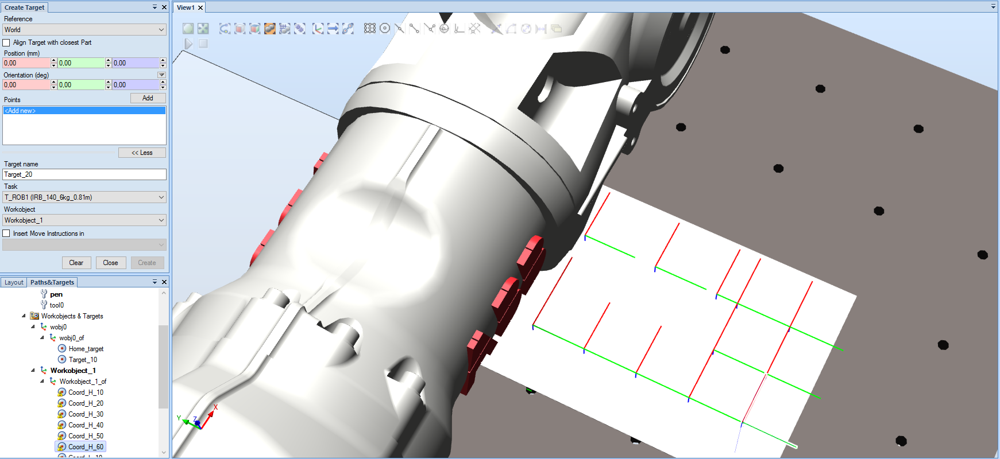 Create Target
Reference
World
Align Target with closest Part
Position (mm)
0,00 0,00 0,00
Orientation (deg)
0,00 0,00 0,00
Points
Add
<Add new>
<< Less
Target name
Target_20
Task
T_ROB1 (IRB_140_6kg_0.81m)
Workobject
Workobject_1
Insert Move Instructions in
Clear Close Create
Layout Paths&Targets
pen
tool0
Workobjects & Targets
wobj0
wobj0_of
Home_target
Target_10
Workobject_1
Workobject_1_of
Coord_H_10
Coord_H_20
Coord_H_30
Coord_H_40
Coord_H_50
Coord_H_60
View1
X
Y
Z